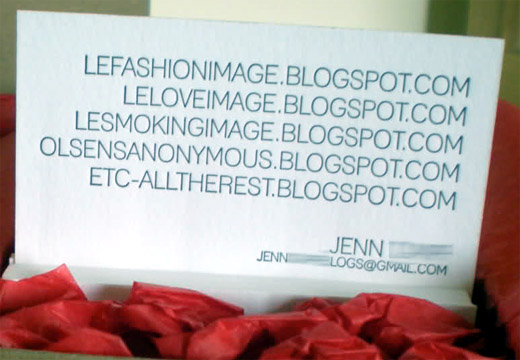 LEFASHIONIMAGE.BLOGSPOT.COM
LELOVEIMAGE.BLOGSPOT.COM
LESMOKINGIMAGE.BLOGSPOT.COM
OLSENSANONYMOUS.BLOGSPOT.COM
ETC-ALLTHEREST.BLOGSPOT.COM
JENN
JENN LOGS@GMAIL.COM